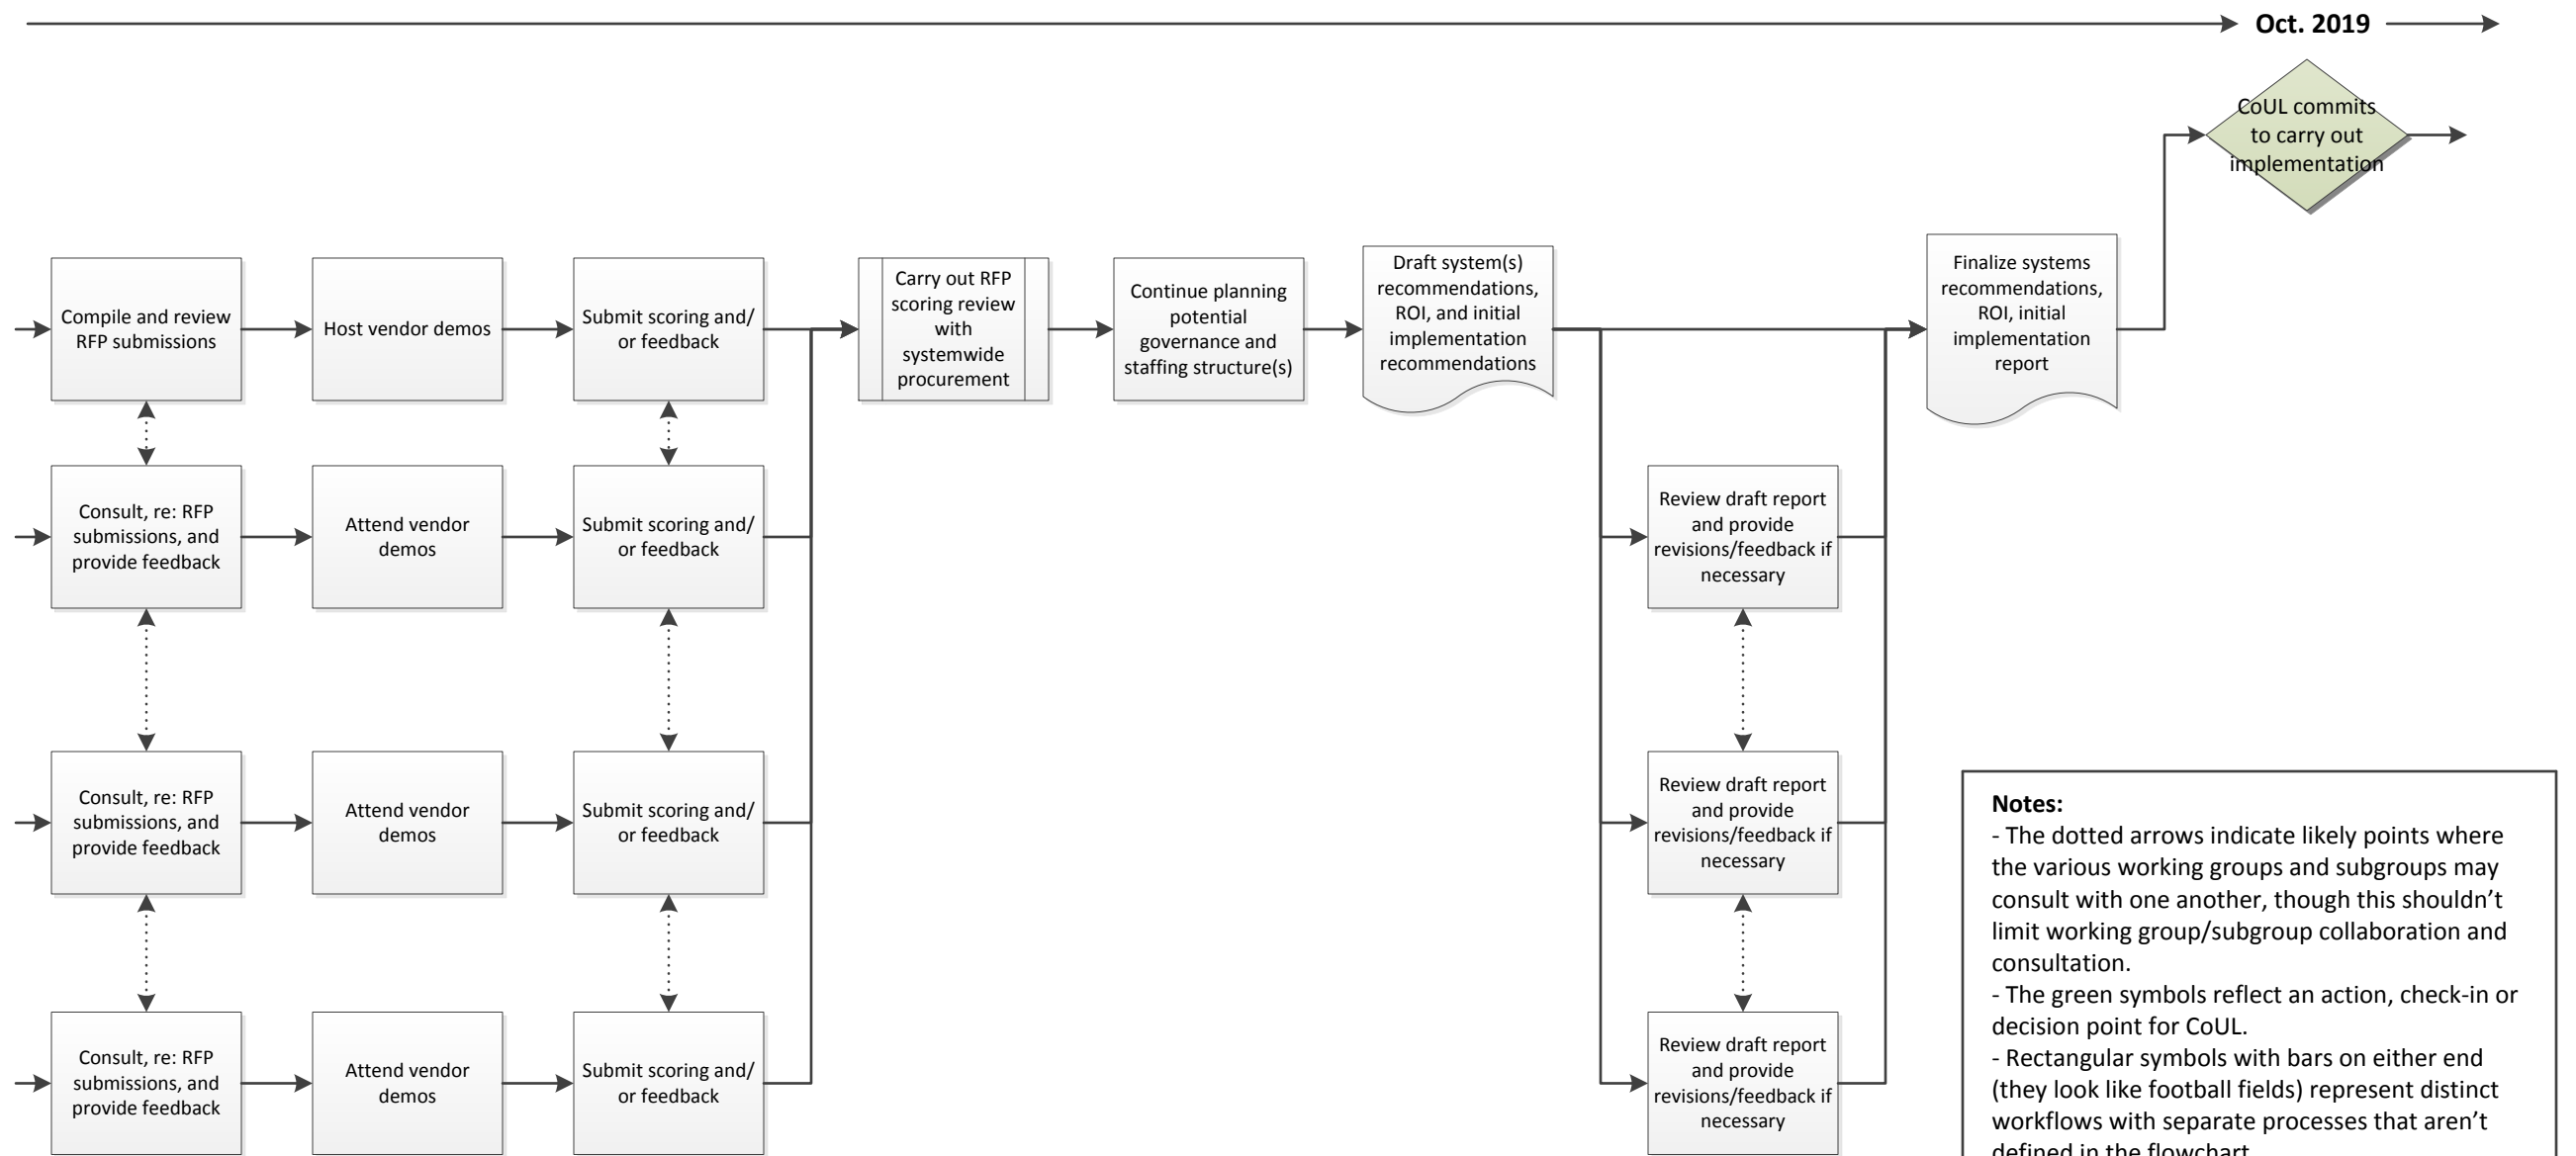 Oct. 2019
CoUL commits
to carry out
implementation
Compile and review
RFP submissions
Host vendor demos
Submit scoring and/
or feedback
Carry out RFP
scoring review
with
systemwide
procurement
Continue planning
potential
governance and
staffing structure(s)
Draft system(s)
recommendations,
ROI, and initial
implementation
recommendations
Finalize systems
recommendations,
ROI, initial
implementation
report
Consult, re: RFP
submissions, and
provide feedback
Attend vendor
demos
Submit scoring and/
or feedback
Review draft report
and provide
revisions/feedback if
necessary
Consult, re: RFP
submissions, and
provide feedback
Attend vendor
demos
Submit scoring and/
or feedback
Review draft report
and provide
revisions/feedback if
necessary
Consult, re: RFP
submissions, and
provide feedback
Attend vendor
demos
Submit scoring and/
or feedback
Review draft report
and provide
revisions/feedback if
necessary
Notes:
- The dotted arrows indicate likely points where
the various working groups and subgroups may
consult with one another, though this shouldn’t
limit working group/subgroup collaboration and
consultation.
- The green symbols reflect an action, check-in or
decision point for CoUL.
- Rectangular symbols with bars on either end
(they look like football fields) represent distinct
workflows with separate processes that aren’t
defined in the flowchart.